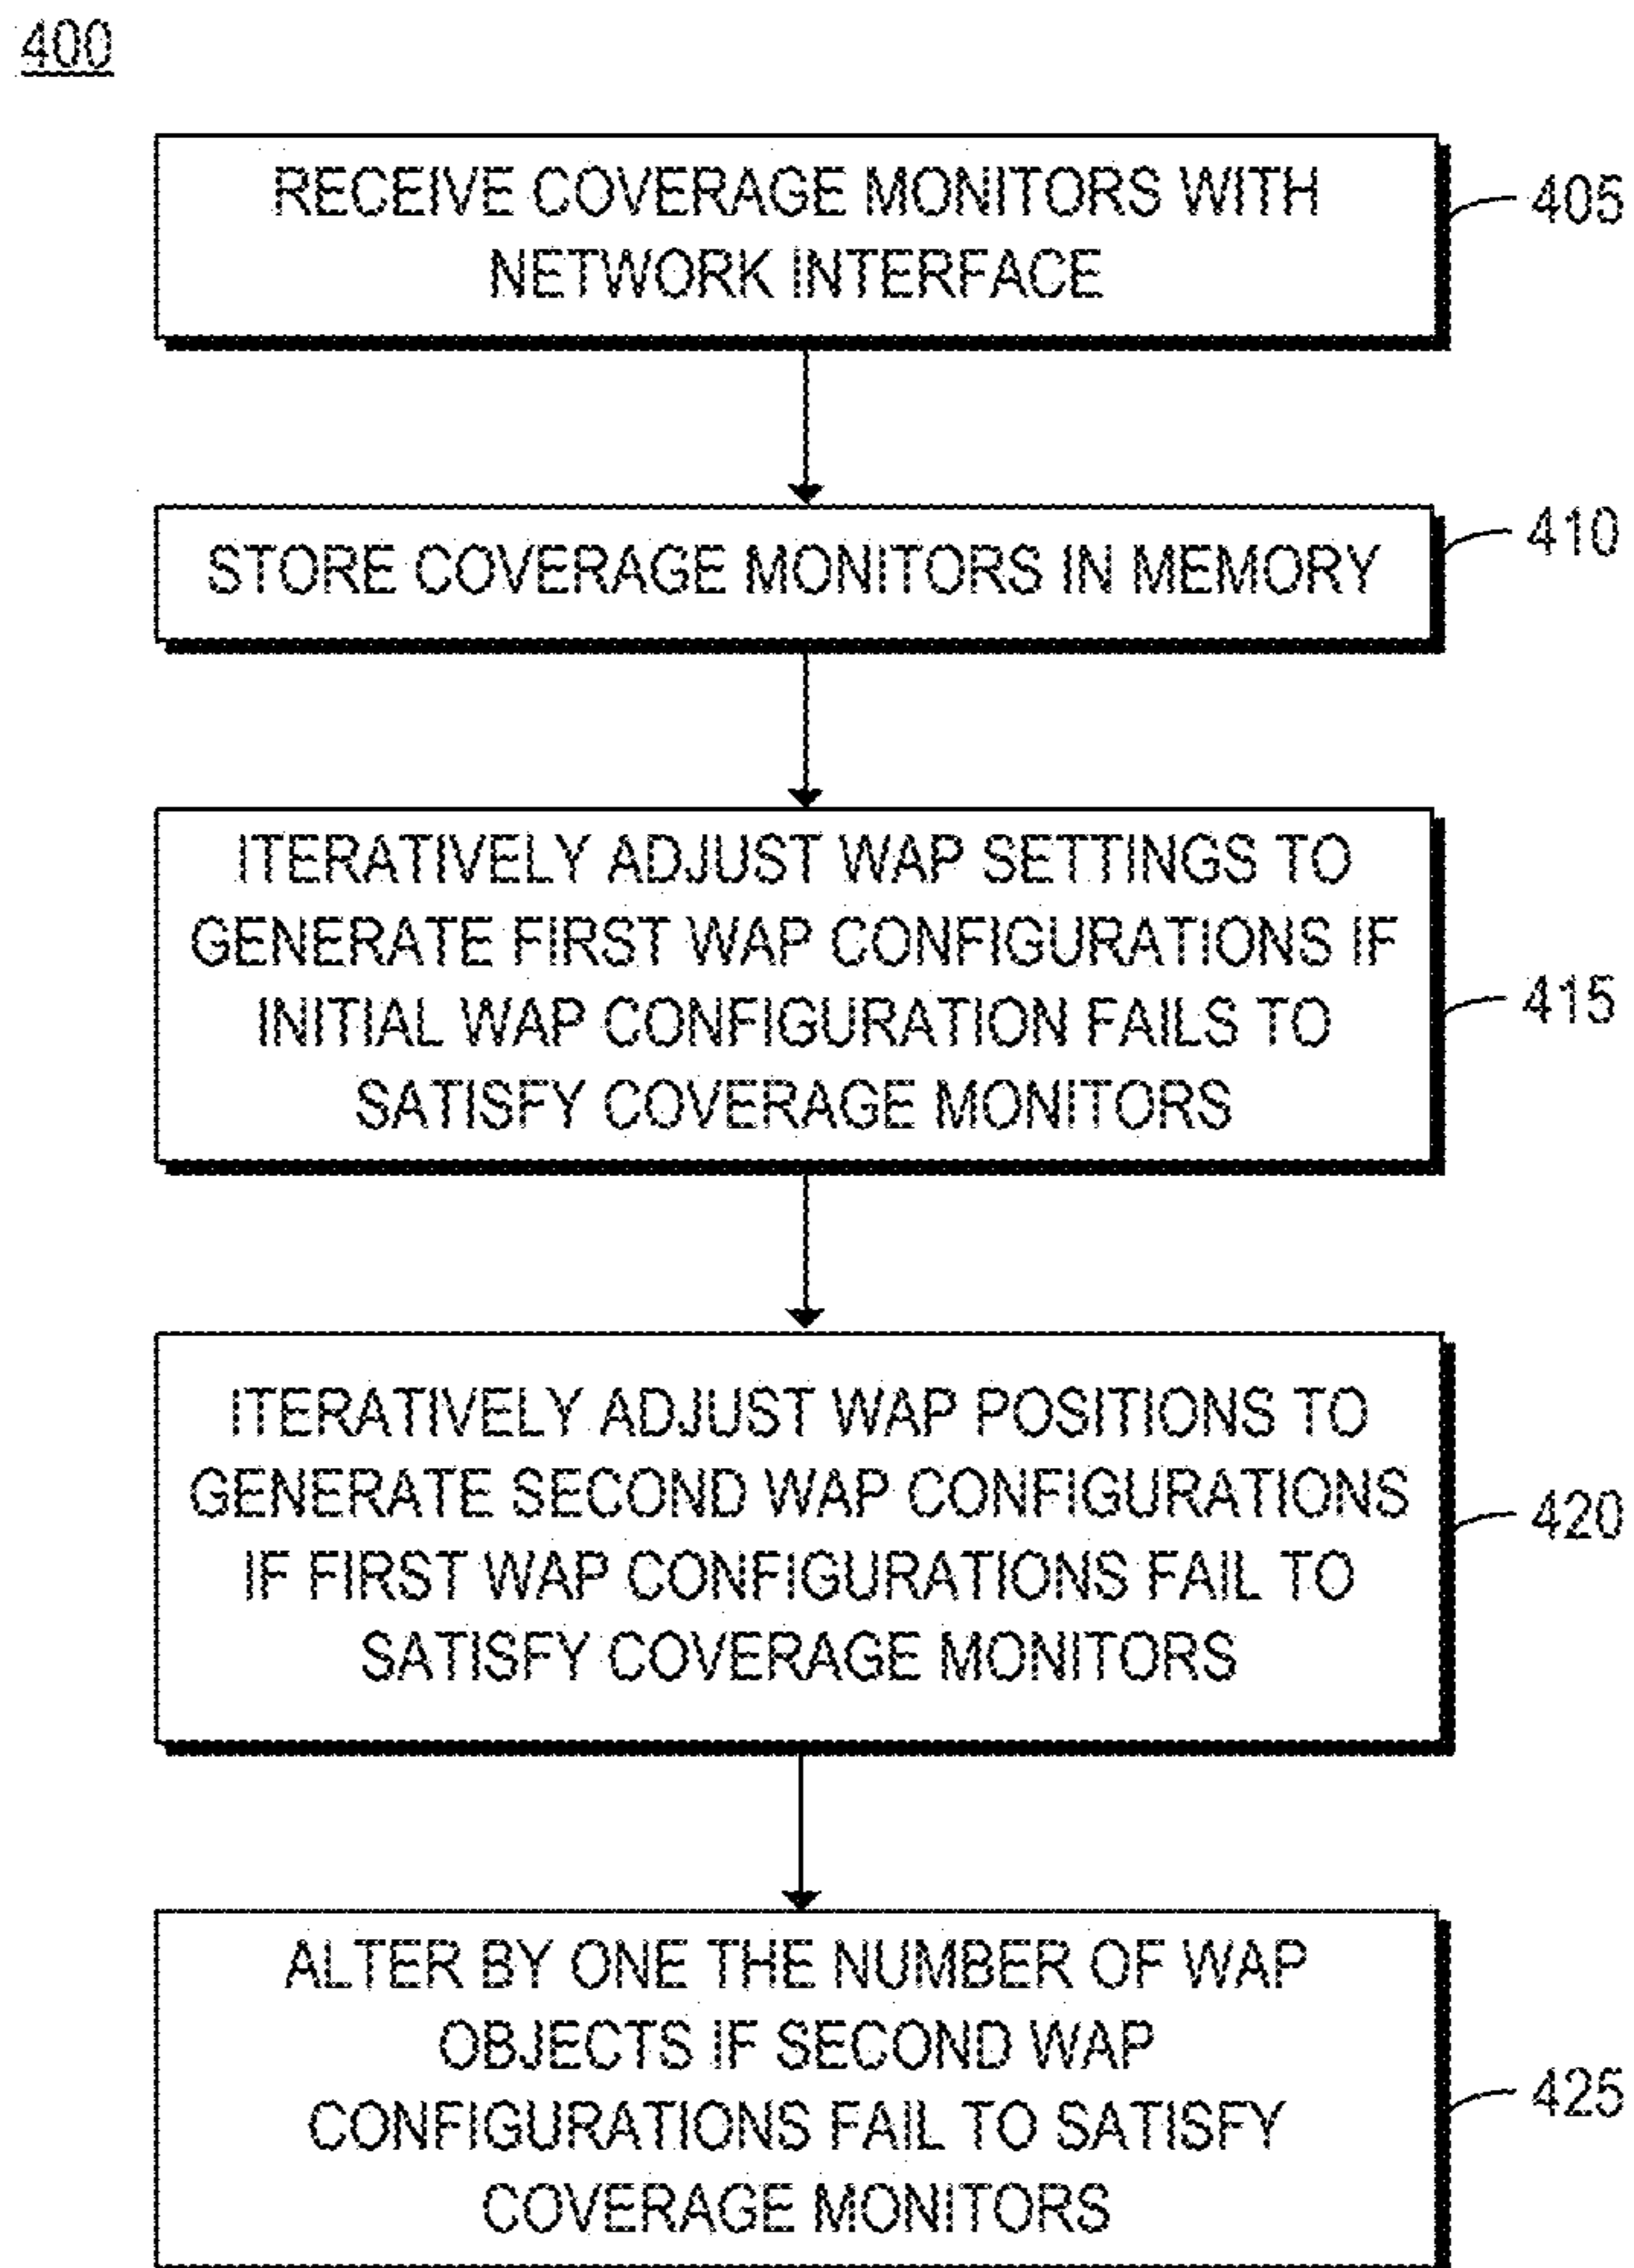 400
RECEIVE COVERAGE MONITORS WITH
NETWORK INTERFACE
405
STORE COVERAGE MONITORS IN MEMORY
410
ITERATIVELY ADJUST WAP SETTINGS TO
GENERATE FIRST WAP CONFIGURATIONS IF
INITIAL WAP CONFIGURATION FAILS TO
SATISFY COVERAGE MONITORS
415
ITERATIVELY ADJUST WAP POSITIONS TO
GENERATE SECOND WAP CONFIGURATIONS
IF FIRST WAP CONFIGURATIONS FAIL TO
SATISFY COVERAGE MONITORS
420
ALTER BY ONE THE NUMBER OF WAP
OBJECTS IF SECOND WAP
CONFIGURATIONS FAIL TO SATISFY
COVERAGE MONITORS
425